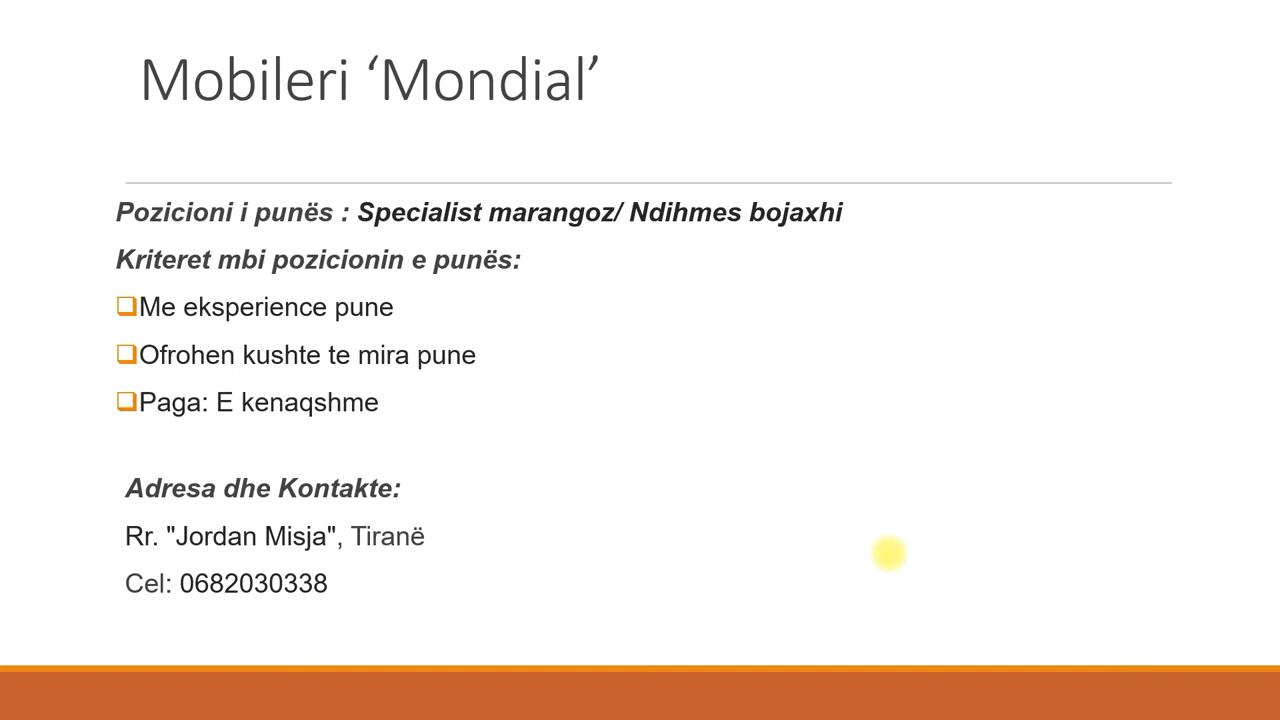 Mobileri ‘Mondial’
Pozicioni i punës : Specialist marangoz/ Ndihmes bojaxhi
Kriteret mbi pozicionin e punës:
Me eksperience pune
Ofrohen kushte te mira pune
Paga: E kenaqshme
Adresa dhe Kontakte:
Rr. "Jordan Misja", Tiranë
Cel: 0682030338